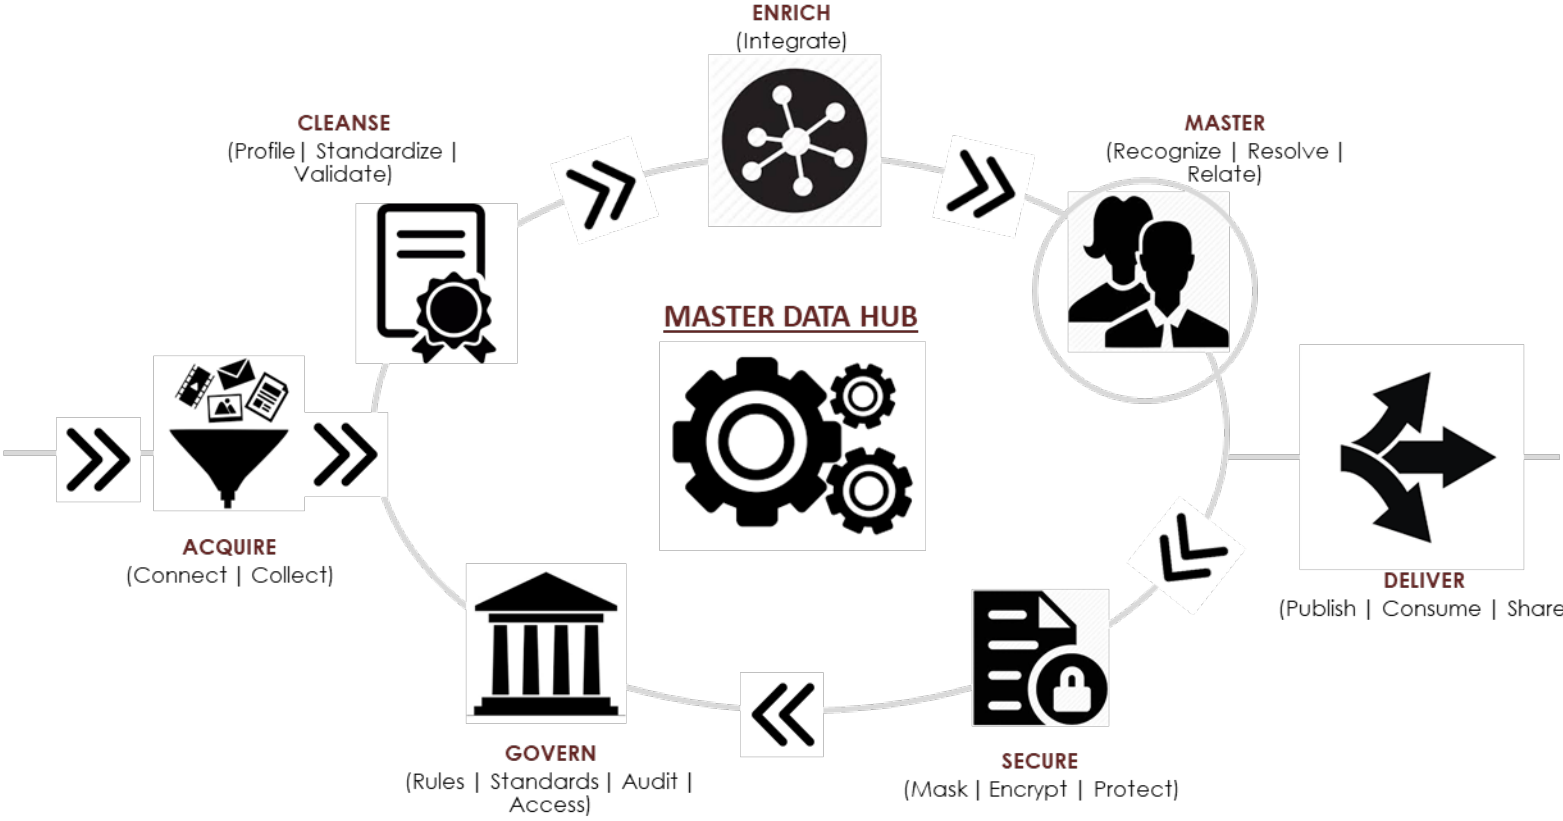 ENRICH
(Integrate)
CLEANSE
(Profile| Standardize |
Validate)
MASTER
(Recognize | Resolve |
Relate)
MASTER DATA HUB
ACQUIRE
(Connect | Collect)
DELIVER
(Publish | Consume | Share
GOVERN
(Rules | Standards | Audit |
Access)
SECURE
(Mask | Encrypt | Protect)